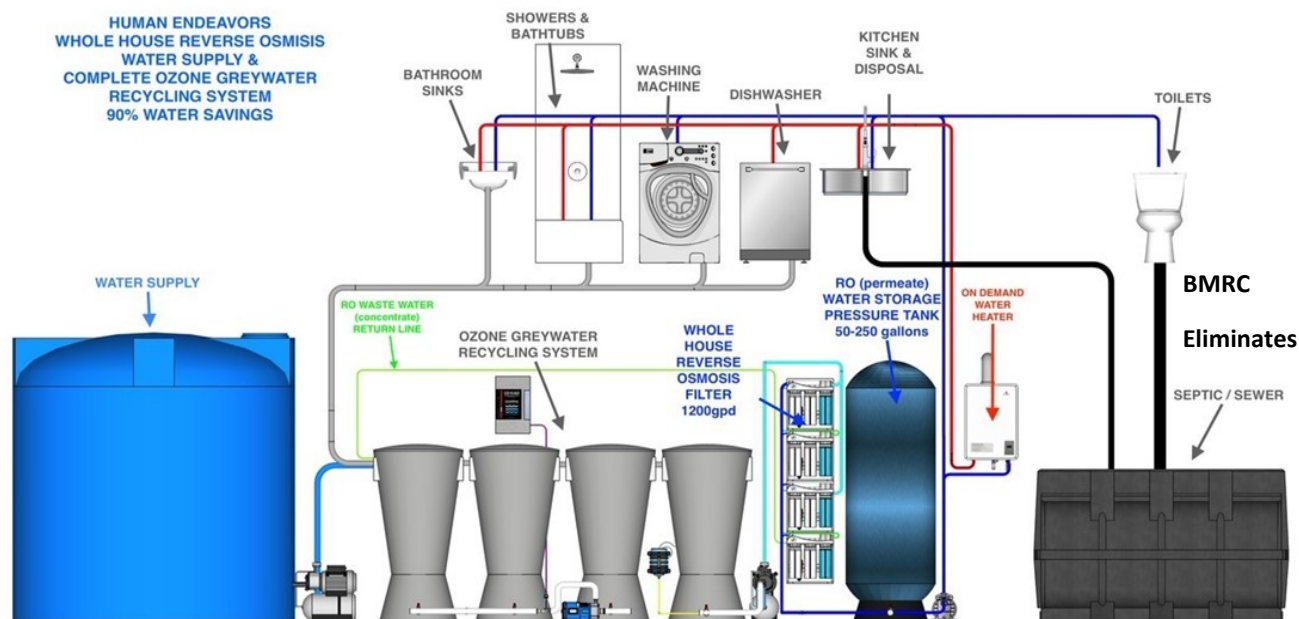 HUMAN ENDEAVORS
WHOLE HOUSE REVERSE OSMISIS
WATER SUPPLY &
COMPLETE OZONE GREYWATER
RECYCLING SYSTEM
90% WATER SAVINGS
SHOWERS &
BATHTUBS
BATHROOM
SINKS
WASHING
MACHINE
DISHWASHER
KITCHEN
SINK &
DISPOSAL
TOILETS
WATER SUPPLY
RO WASTE WATER
(concentrate)
RETURN LINE
OZONE GREYWATER
RECYCLING SYSTEM
WHOLE
HOUSE
REVERSE
OSMOSIS
FILTER
1200gpd
RO (permeate)
WATER STORAGE
PRESSURE TANK
50-250 gallons
ON DEMAND
WATER
HEATER
BMRC
Eliminates
SEPTIC / SEWER